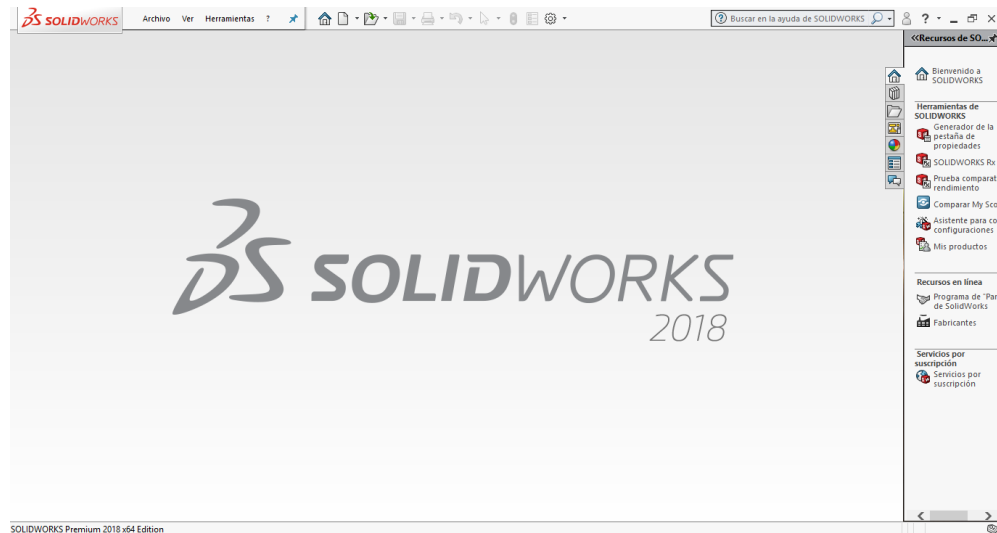 SOLIDWORKS
Archivo Ver Herramientas ?
Buscar en la ayuda de SOLIDWORKS
?
<<Recursos de SO...
Bienvenido a
SOLIDWORKS
Herramientas de
SOLIDWORKS
Generador de la
pestaña de
propiedades
SOLIDWORKS Rx
Prueba comparat
rendimiento
Comparar My Sco
Asistente para co
configuraciones
Mis productos
Recursos en línea
Programa de "Par
de SolidWorks
Fabricantes
Servicios por
suscripción
Servicios por
suscripción
SOLIDWORKS
2018
SOLIDWORKS Premium 2018 x64 Edition